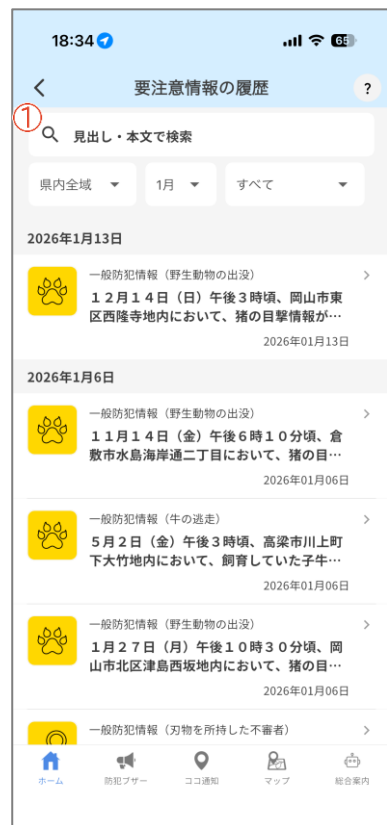 18:34
65
要注意情報の履歴
?
①
見出し・本文で検索
県内全域
1月
すべて
2026年1月13日
一般防犯情報（野生動物の出没）
１２月１４日（日）午後３時頃、岡山市東
区西隆寺地内において、猪の目撃情報が…
2026年01月13日
2026年1月6日
一般防犯情報（野生動物の出没）
１１月１４日（金）午後６時１０分頃、倉
敷市水島海岸通二丁目において、猪の目…
2026年01月06日
一般防犯情報（牛の逃走）
５月２日（金）午後３時頃、高梁市川上町
下大竹地内において、飼育していた子牛…
2026年01月06日
一般防犯情報（野生動物の出没）
１月２７日（月）午後１０時３０分頃、岡
山市北区津島西坂地内において、猪の目…
2026年01月06日
一般防犯情報（刃物を所持した不審者）
ホーム
防犯ブザー
ココ通知
マップ
総合案内